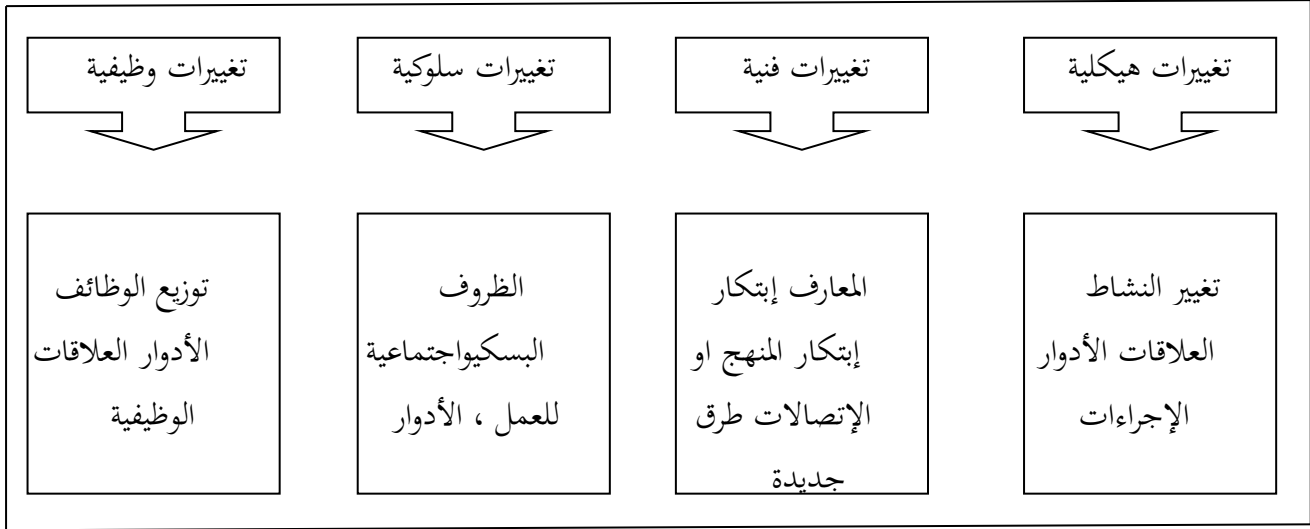 تغييرات هيكلية
تغييرات فنية
تغييرات سلوكية
تغييرات وظيفية
تغيير النشاط
العلاقات الأدوار
الإجراءات
المعارف إبتكار
إبتكار المنهج او
الإتصالات طرق
جديدة
الظروف
البسكيواجتماعية
للعمل ، الأدوار
توزيع الوظائف
الأدوار العلاقات
الوظيفية